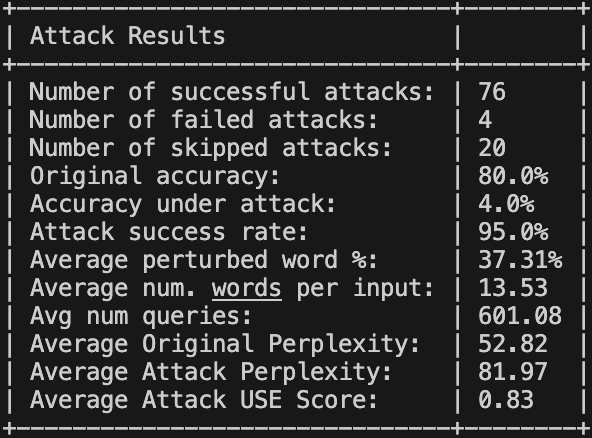 Attack Results
Number of successful attacks: 76
Number of failed attacks: 4
Number of skipped attacks: 20
Original accuracy: 80.0%
Accuracy under attack: 4.0%
Attack success rate: 95.0%
Average perturbed word %: 37.31%
Average num. words per input: 13.53
Avg num queries: 601.08
Average Original Perplexity: 52.82
Average Attack Perplexity: 81.97
Average Attack USE Score: 0.83